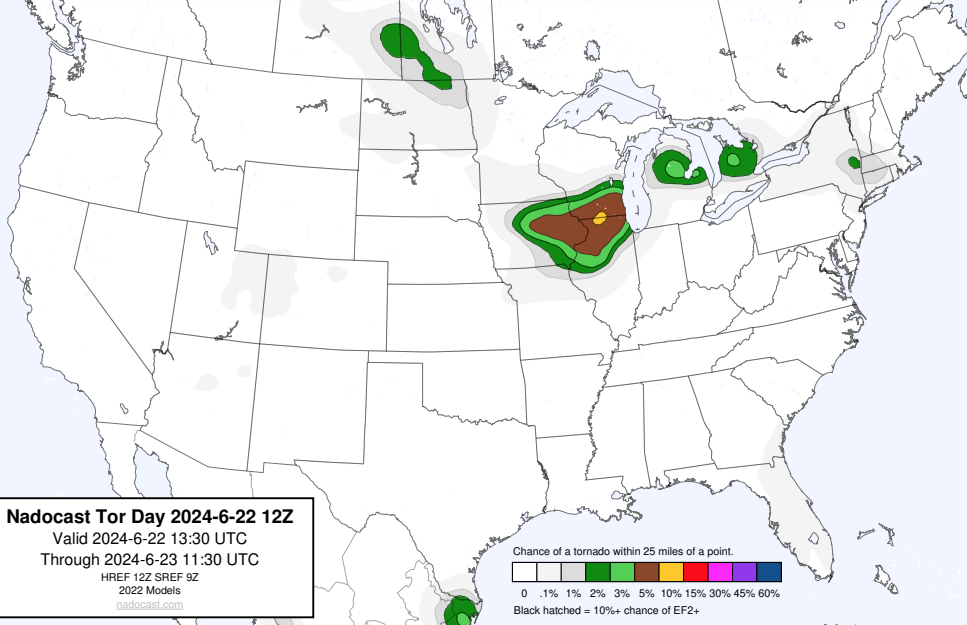 Nadocast Tor Day 2024-6-22 12Z
Valid 2024-6-22 13:30 UTC
Through 2024-6-23 11:30 UTC
HREF 12Z SREF 9Z
2022 Models
nadocast.com
Chance of a tornado within 25 miles of a point.
0 .1% 1% 2% 3% 5% 10% 15% 30% 45% 60%
Black hatched = 10%+ chance of EF2+